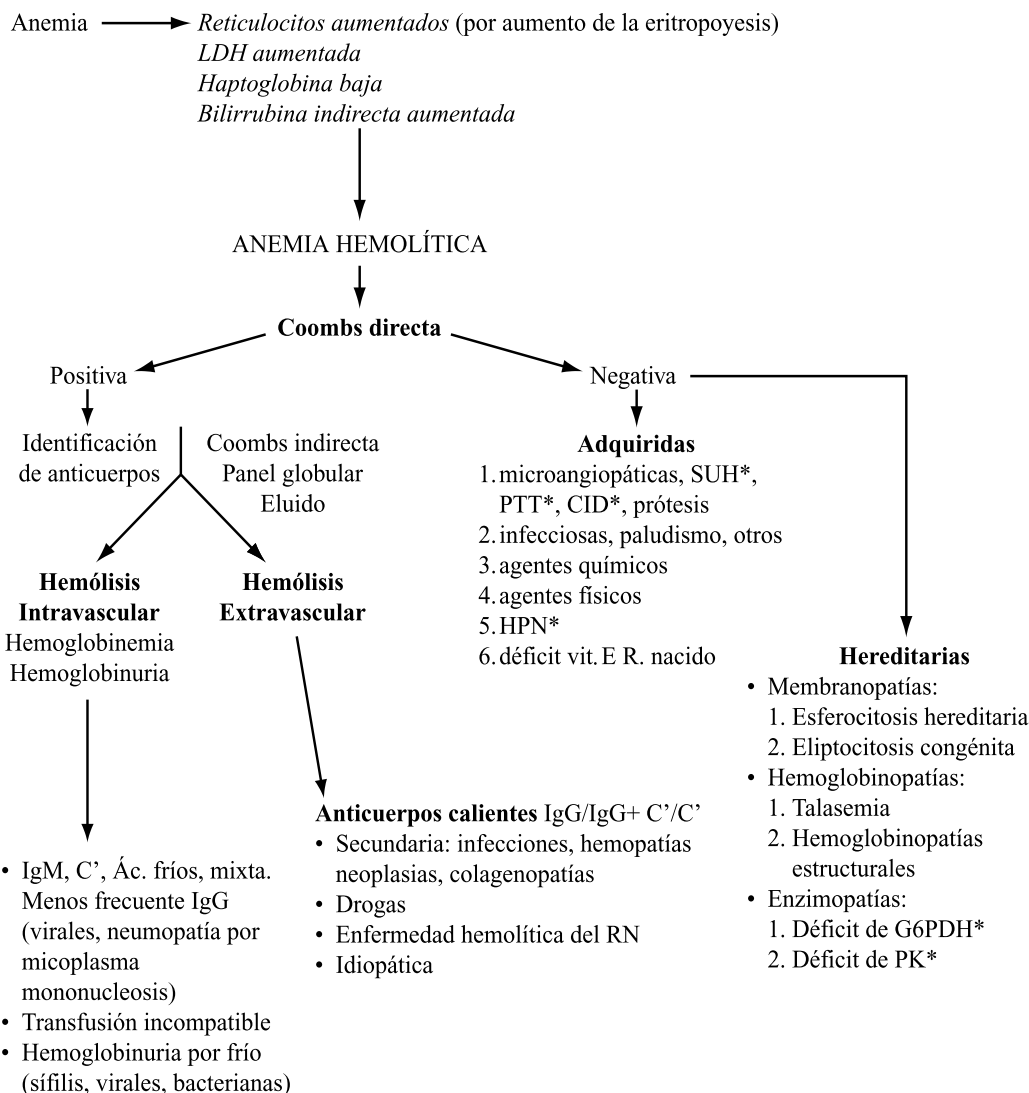 Anemia
Reticulocitos aumentados (por aumento de la eritropoyesis)
LDH aumentada
Haptoglobina baja
Bilirrubina indirecta aumentada
ANEMIA HEMOLÍTICA
Coombs directa
Positiva
Identificación
de anticuerpos
Coombs indirecta
Panel globular
Eluido
Hemólisis
Intravascular
Hemoglobinemia
Hemoglobinuria
Hemólisis
Extravascular
• IgM, C’, Ác. fríos, mixta.
Menos frecuente IgG
(virales, neumopatía por
micoplasma
mononucleosis)
• Transfusión incompatible
• Hemoglobinuria por frío
(sífilis, virales, bacterianas)
Anticuerpos calientes IgG/IgG+ C’/C’
• Secundaria: infecciones, hemopatías
neoplasias, colagenopatías
• Drogas
• Enfermedad hemolítica del RN
• Idiopática
Negativa
Adquiridas
1. microangiopáticas, SUH*,
PTT*, CID*, prótesis
2. infecciosas, paludismo, otros
3. agentes químicos
4. agentes físicos
5. HPN*
6. déficit vit. E R. nacido
Hereditarias
• Membranopatías:
1. Esferocitosis hereditaria
2. Eliptocitosis congénita
• Hemoglobinopatías:
1. Talasemia
2. Hemoglobinopatías
estructurales
• Enzimopatías:
1. Déficit de G6PDH*
2. Déficit de PK*